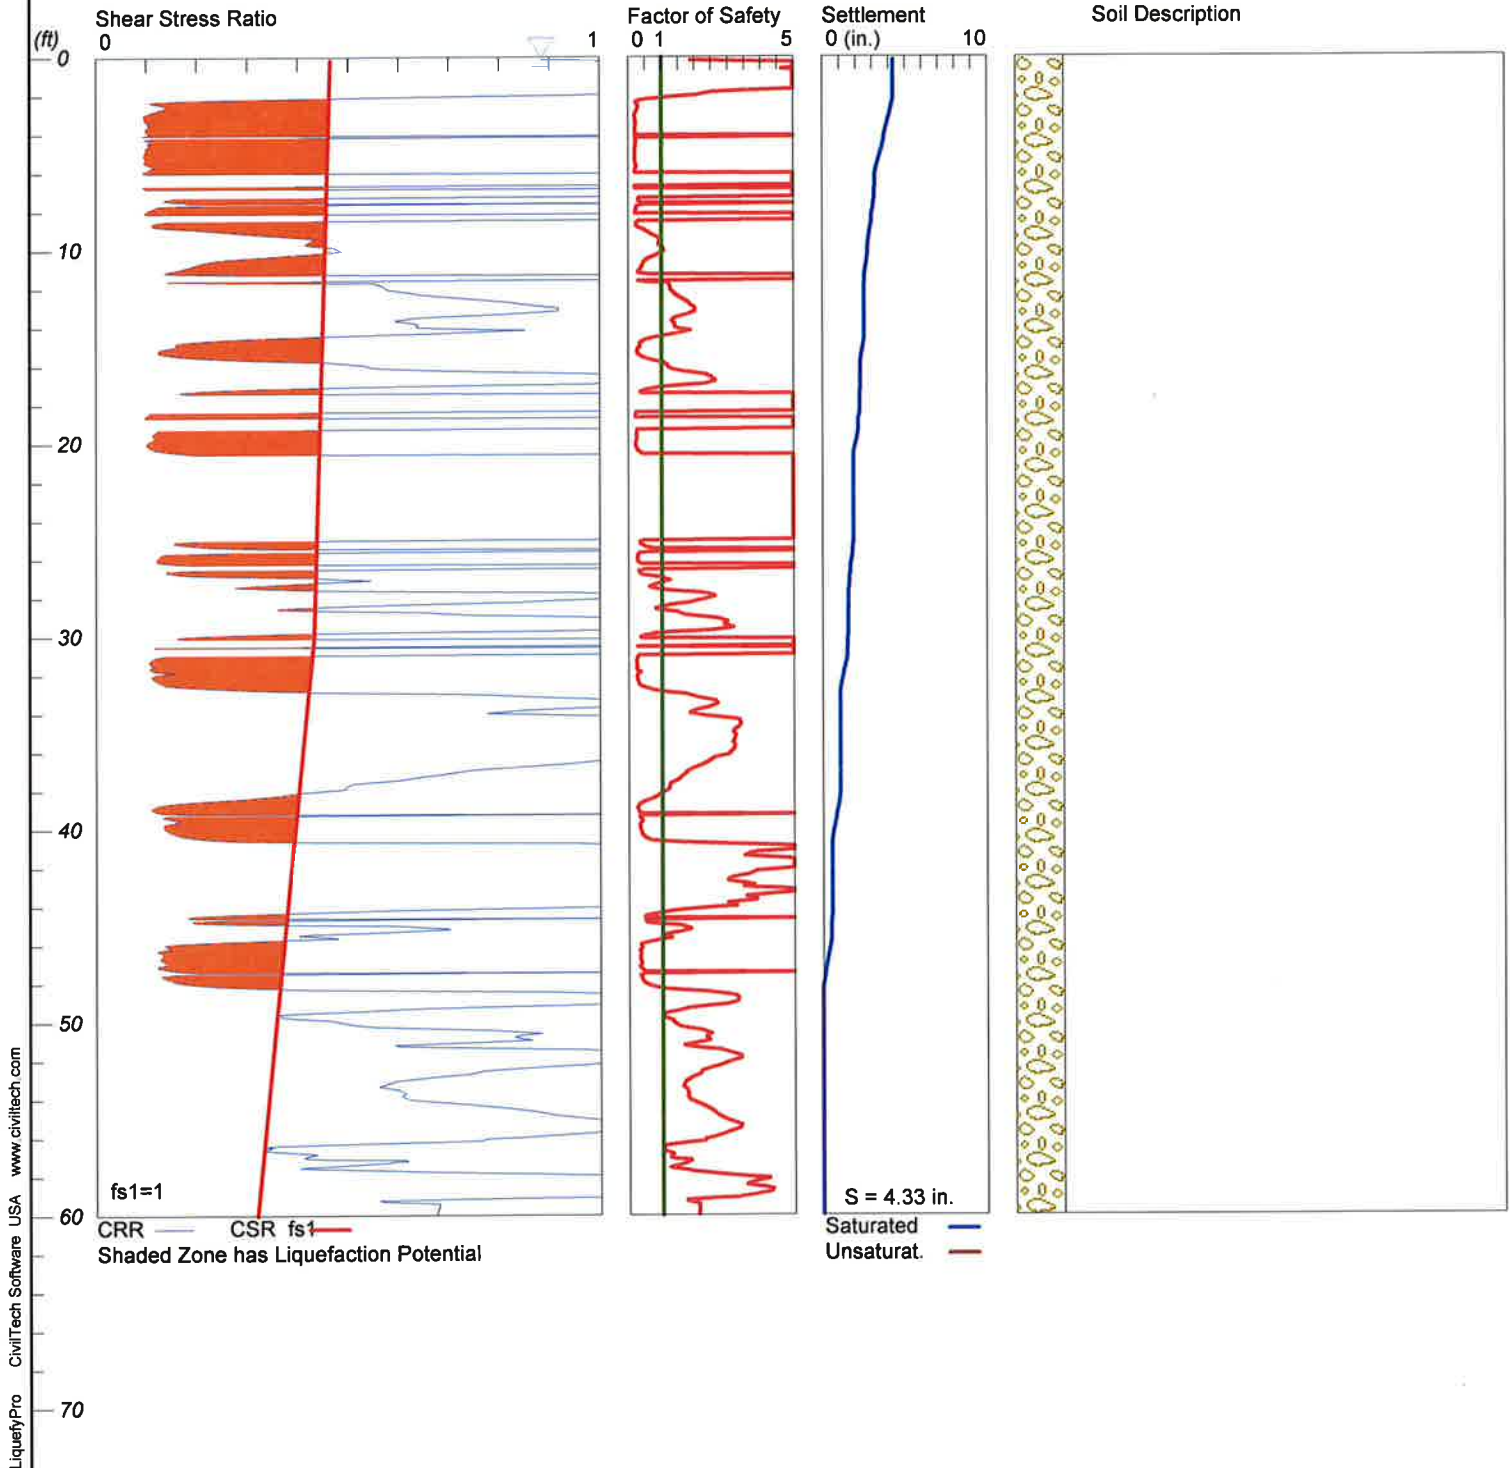 Shear Stress Ratio
Factor of Safety
Settlement
Soil Description
(ft)
0
1
0 1
5
0 (in.)
10
0
10
20
30
40
50
60
70
fs1=1
S = 4.33 in.
CRR
CSR fs1
Shaded Zone has Liquefaction Potential
Saturated
Unsaturat.
LiquefyPro CivilTech Software USA www.civiltech.com